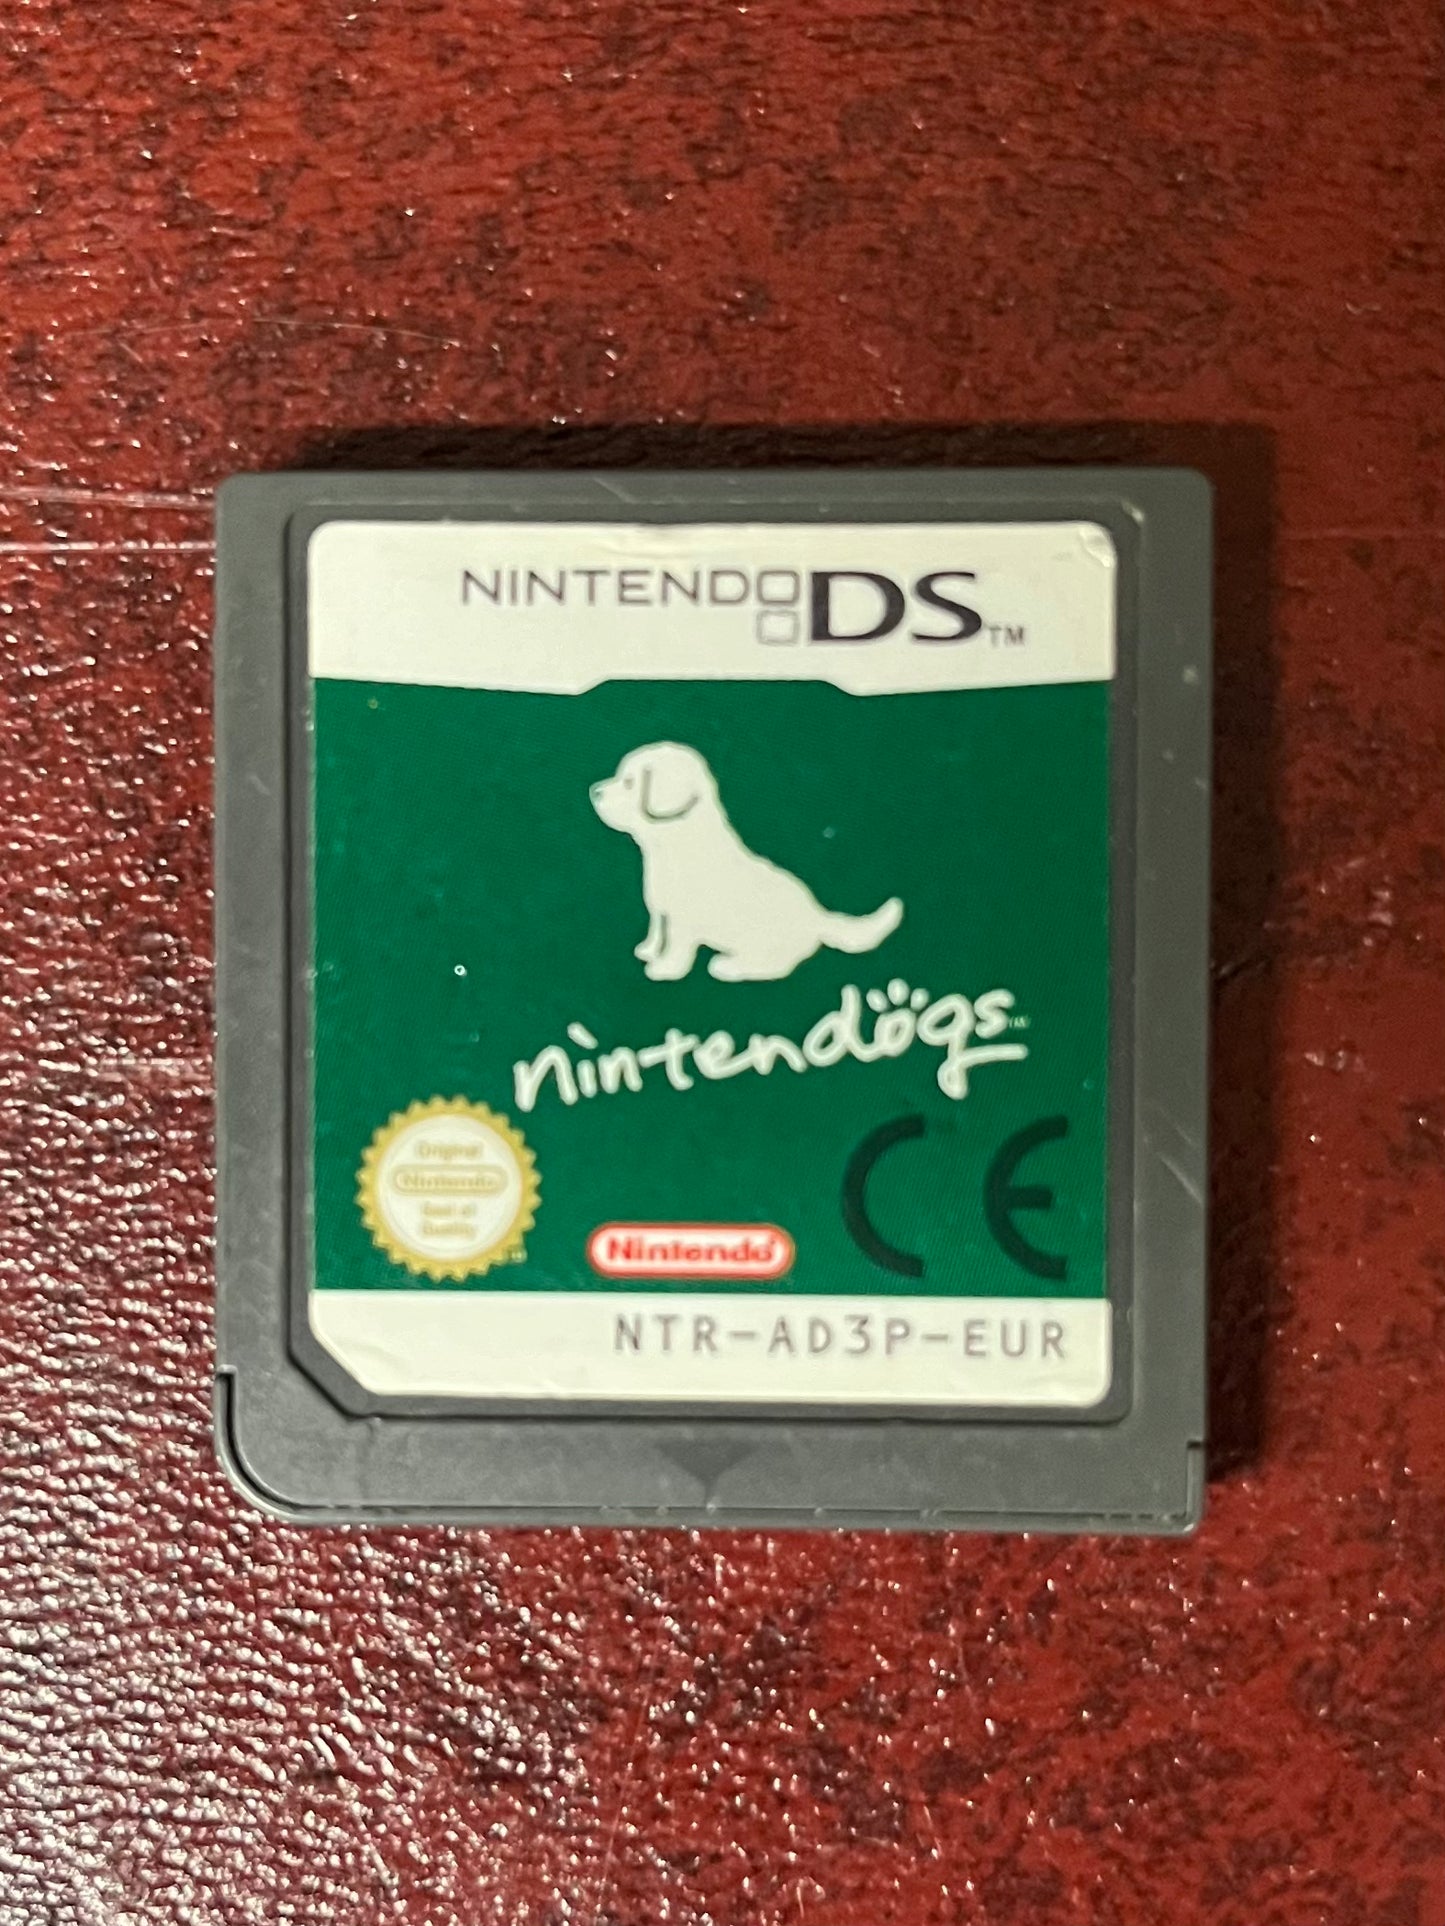 NINTENDO DS™
nintendogs™
Original
Nintendo
Seal of
Quality
Nintendo
CE
NTR-AD3P-EUR